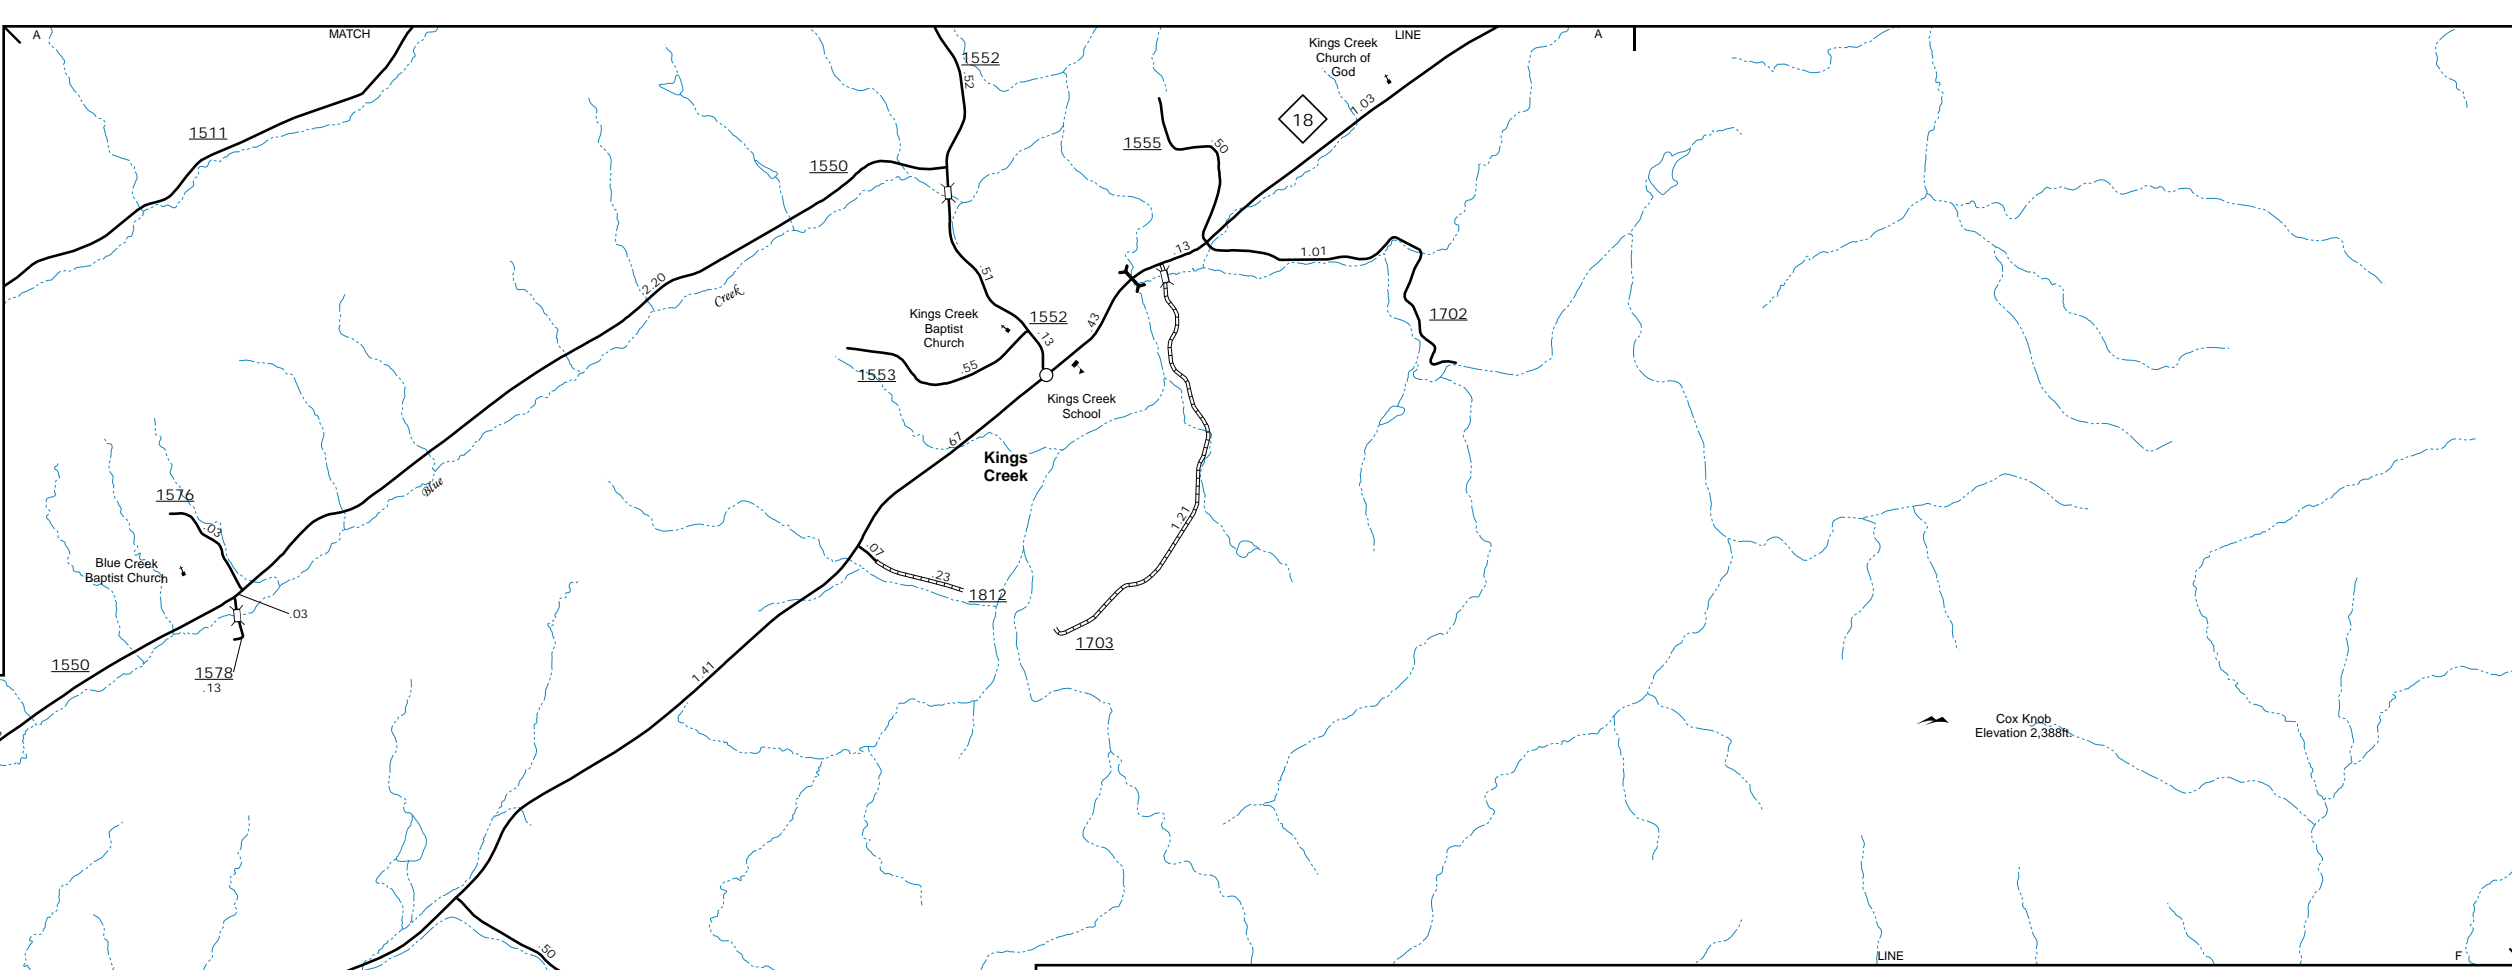 A
MATCH
LINE
A
Kings Creek
Church of
God
1552
.52
1.03
18
1511
1555
.50
1550
.13
1.01
.51
2.20
Creek
Kings Creek
Baptist
Church
1552
.13
.43
1702
1553
.55
Kings Creek
School
.67
Kings
Creek
Blue
1576
.03
1.21
.07
.23
1812
Blue Creek
Baptist Church
.03
1703
1550
1578
.13
1.41
Cox Knob
Elevation 2,388ft.
.50
LINE
F